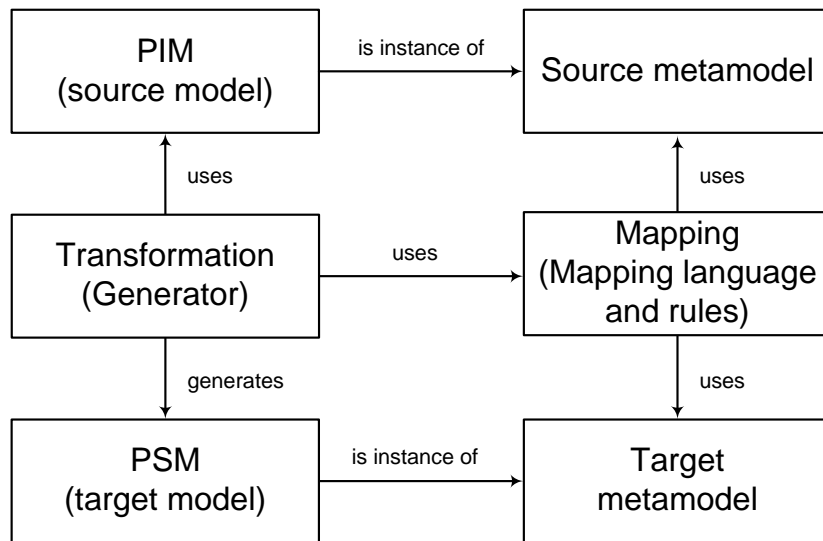 PIM
(source model)
is instance of
Source metamodel
uses
uses
Transformation
(Generator)
uses
Mapping
(Mapping language
and rules)
generates
uses
PSM
(target model)
is instance of
Target
metamodel